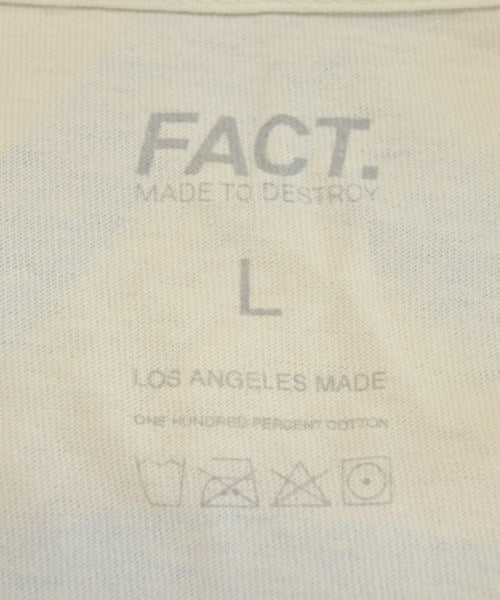 FACT.
MADE TO DESTROY
L
LOS ANGELES MADE
ONE HUNDRED PERCENT COTTON